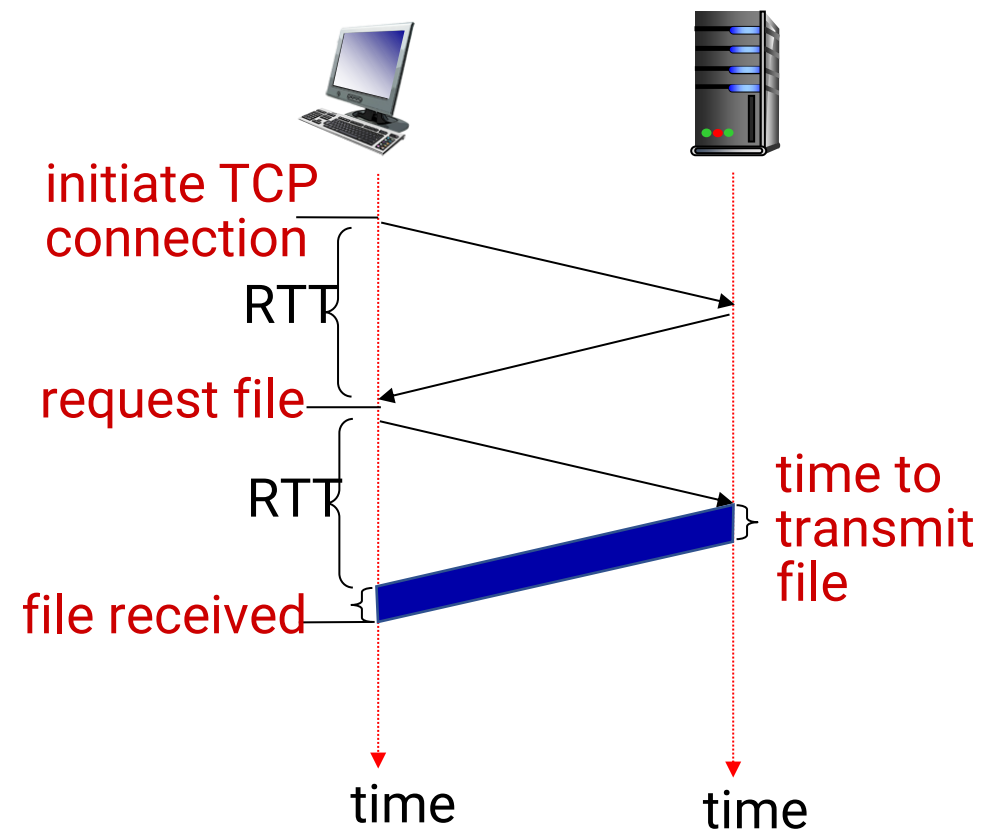 initiate TCP
connection
RTT
request file
RTT
time to
transmit
file
file received
time
time